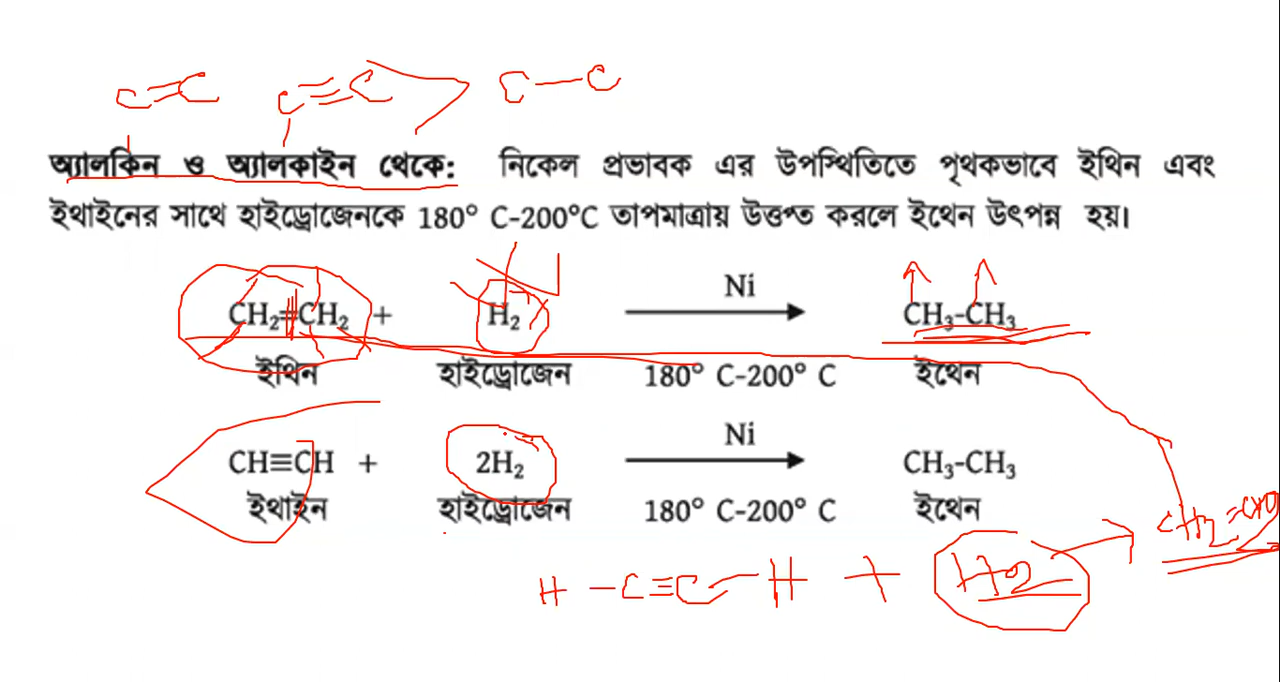 C=C C≡C C–C
অ্যালকিন ও অ্যালকাইন থেকে: নিকেল প্রভাবক এর উপস্থিতিতে পৃথকভাবে ইথিন এবং
ইথাইনের সাথে হাইড্রোজেনকে 180° C-200°C তাপমাত্রায় উত্তপ্ত করলে ইথেন উৎপন্ন হয়।
Ni
CH₂=CH₂ + H₂ CH₃-CH₃
ইথিন হাইড্রোজেন 180° C-200° C ইথেন
Ni
CH≡CH + 2H₂ CH₃-CH₃
ইথাইন হাইড্রোজেন 180° C-200° C ইথেন
H–C≡C–H + H₂ → CH₂